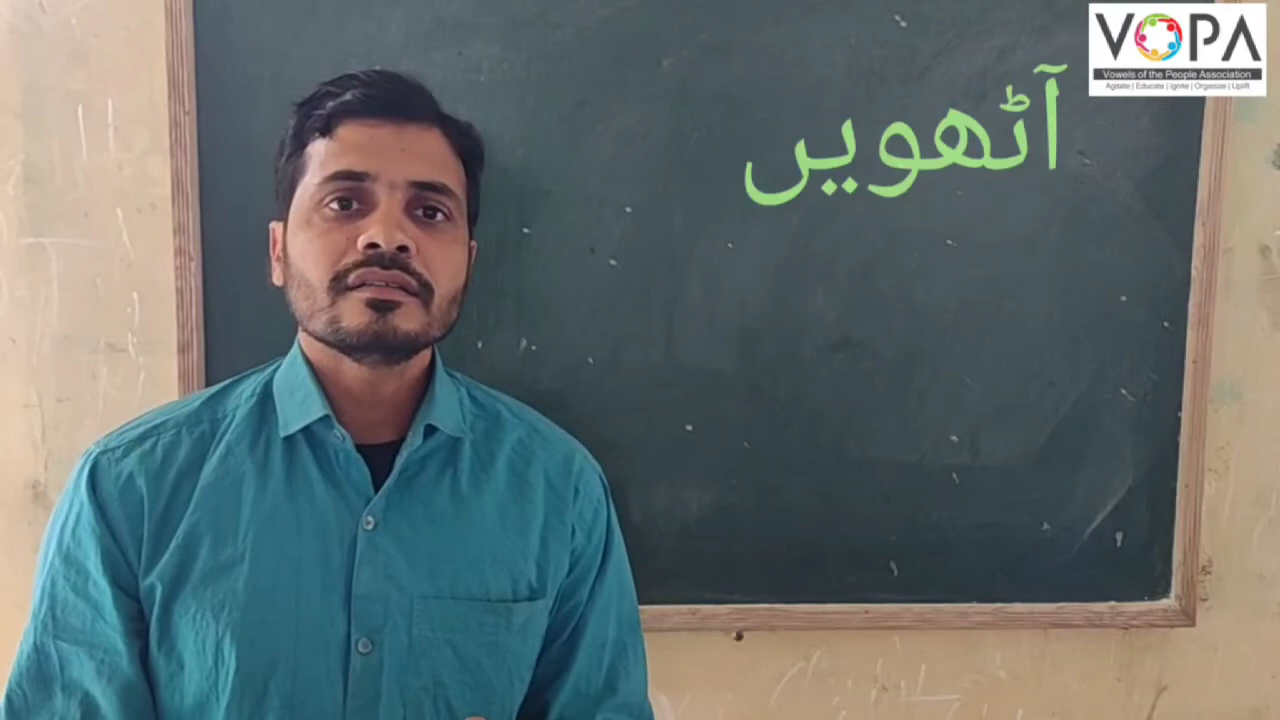 آٹھویں
VOPA
Vowels of the People Association
Agitate | Educate | Ignite | Organize | Uplift